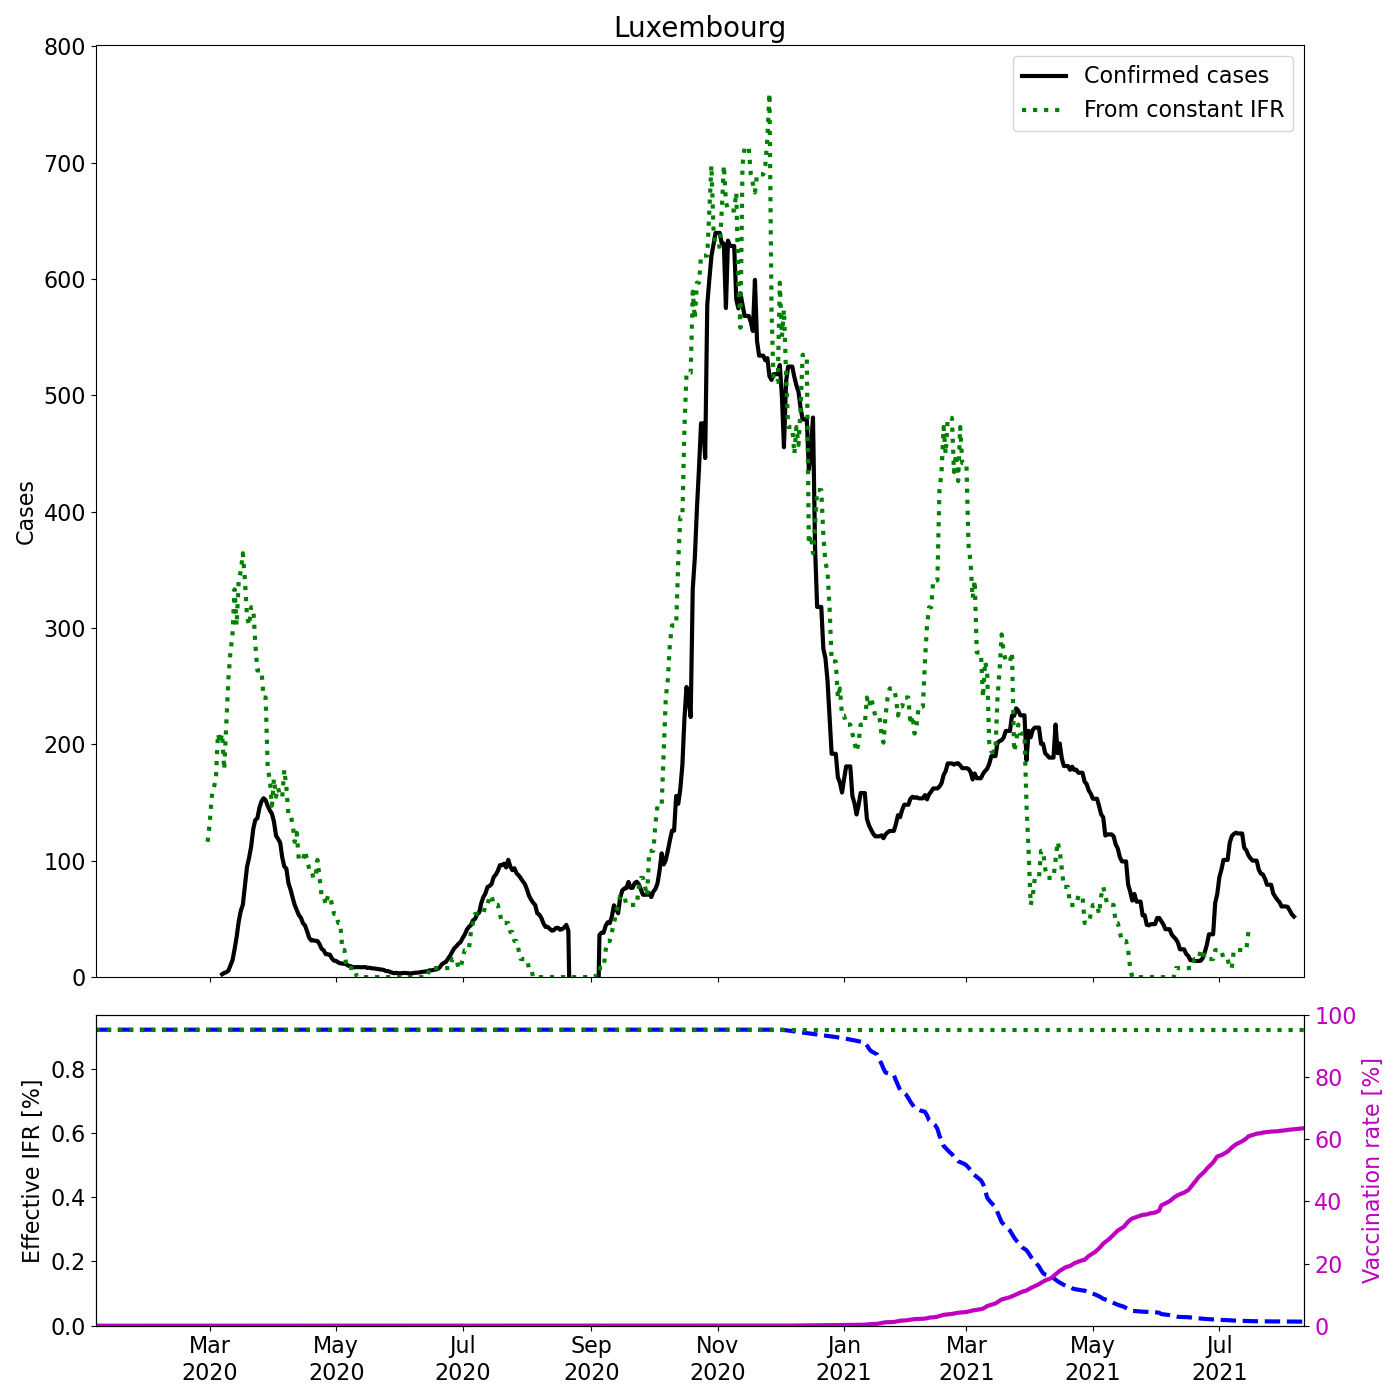 Luxembourg
800
700
600
500
400
300
200
100
0
Cases
Confirmed cases
From constant IFR
0.8
0.6
0.4
0.2
0.0
Effective IFR [%]
100
80
60
40
20
0
Vaccination rate [%]
Mar May Jul Sep Nov Jan Mar May Jul
2020 2020 2020 2020 2020 2021 2021 2021 2021